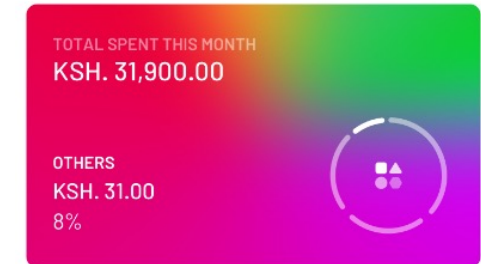 TOTAL SPENT THIS MONTH
KSH. 31,900.00
OTHERS
KSH. 31.00
8%